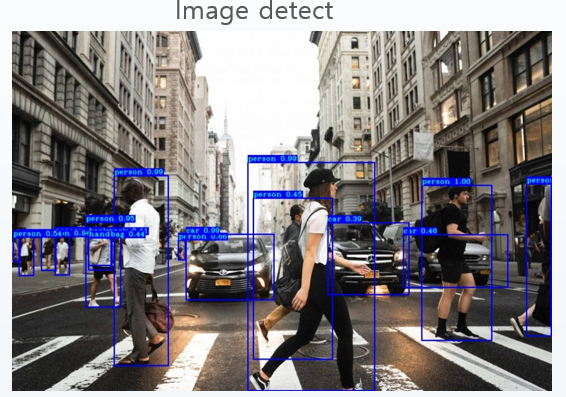 Image detect
person 0.99
person 0.99
person 1.00
person
person 0.45
person 0.95
car 0.39
car 0.99
car 0.46
person 0.54
handbag 0.44
person 0.66